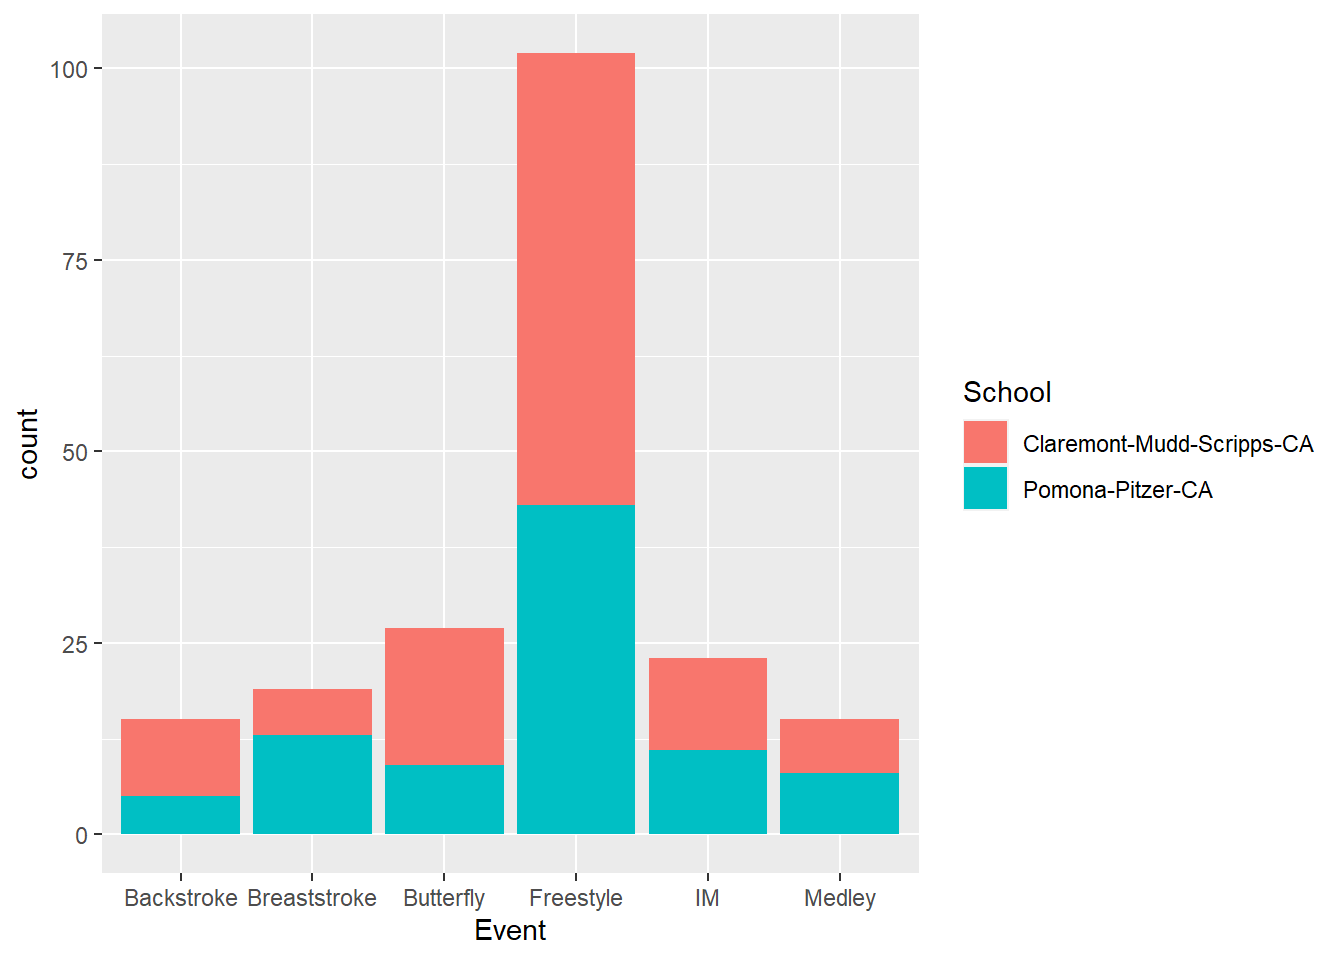 100
75
50
25
0
count
Backstroke Breaststroke Butterfly Freestyle IM Medley
Event
School
Claremont-Mudd-Scripps-CA
Pomona-Pitzer-CA